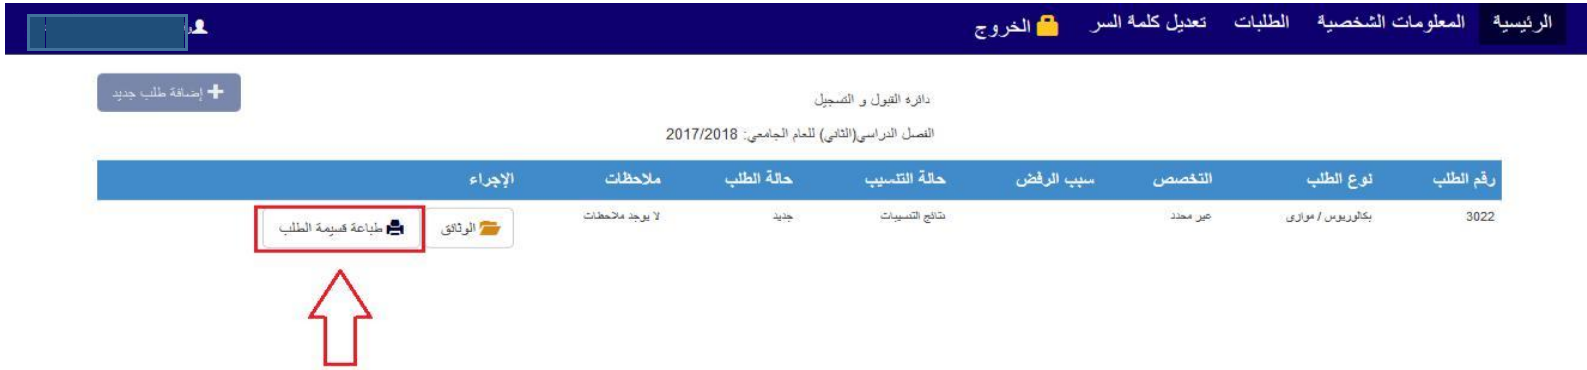 الرئيسية المعلومات الشخصية الطلبات تعديل كلمة السر الخروج
إضافة طلب جديد
دائرة القبول و التسجيل
الفصل الدراسي(الثاني) للعام الجامعي: 2017/2018
رقم الطلب نوع الطلب التخصص سبب الرفض حالة التنسيب حالة الطلب ملاحظات الإجراء
3022 بكالوريوس / موازي غير محدد نتائج التنسيبات جديد لا يوجد ملاحظات الوثائق طباعة قسيمة الطلب